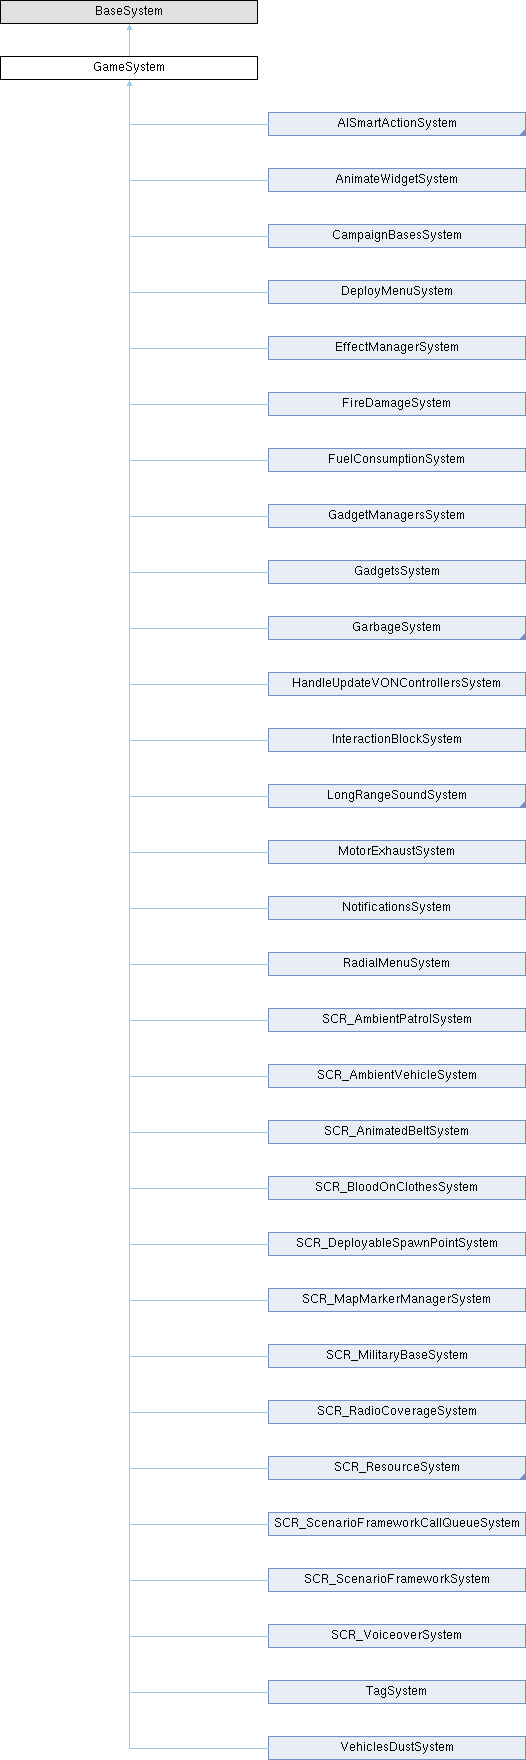 BaseSystem
GameSystem
AISmartActionSystem
AnimateWidgetSystem
CampaignBasesSystem
DeployMenuSystem
EffectManagerSystem
FireDamageSystem
FuelConsumptionSystem
GadgetManagersSystem
GadgetsSystem
GarbageSystem
HandleUpdateVONControllersSystem
InteractionBlockSystem
LongRangeSoundSystem
MotorExhaustSystem
NotificationsSystem
RadialMenuSystem
SCR_AmbientPatrolSystem
SCR_AmbientVehicleSystem
SCR_AnimatedBeltSystem
SCR_BloodOnClothesSystem
SCR_DeployableSpawnPointSystem
SCR_MapMarkerManagerSystem
SCR_MilitaryBaseSystem
SCR_RadioCoverageSystem
SCR_ResourceSystem
SCR_ScenarioFrameworkCallQueueSystem
SCR_ScenarioFrameworkSystem
SCR_VoiceoverSystem
TagSystem
VehiclesDustSystem